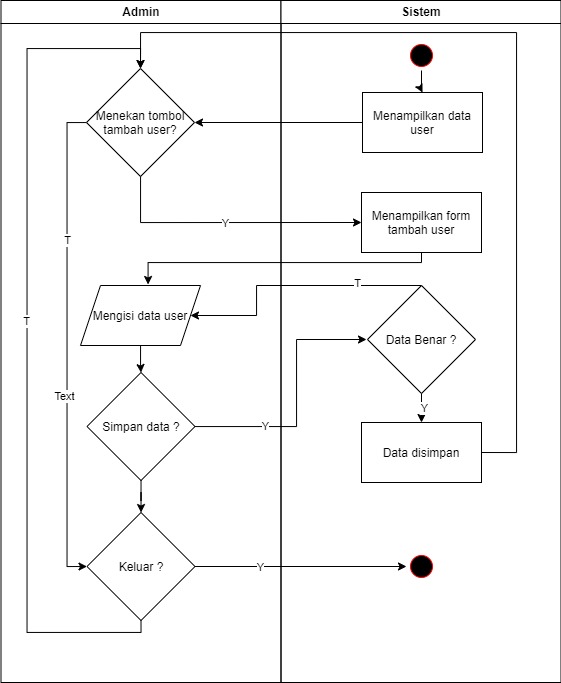 Admin
Sistem
Menampilkan data
user
Menekan tombol
tambah user?
Menampilkan form
tambah user
Y
T
T
Mengisi data user
T
Data Benar ?
Text
Y
Simpan data ?
Y
Data disimpan
Keluar ?
Y